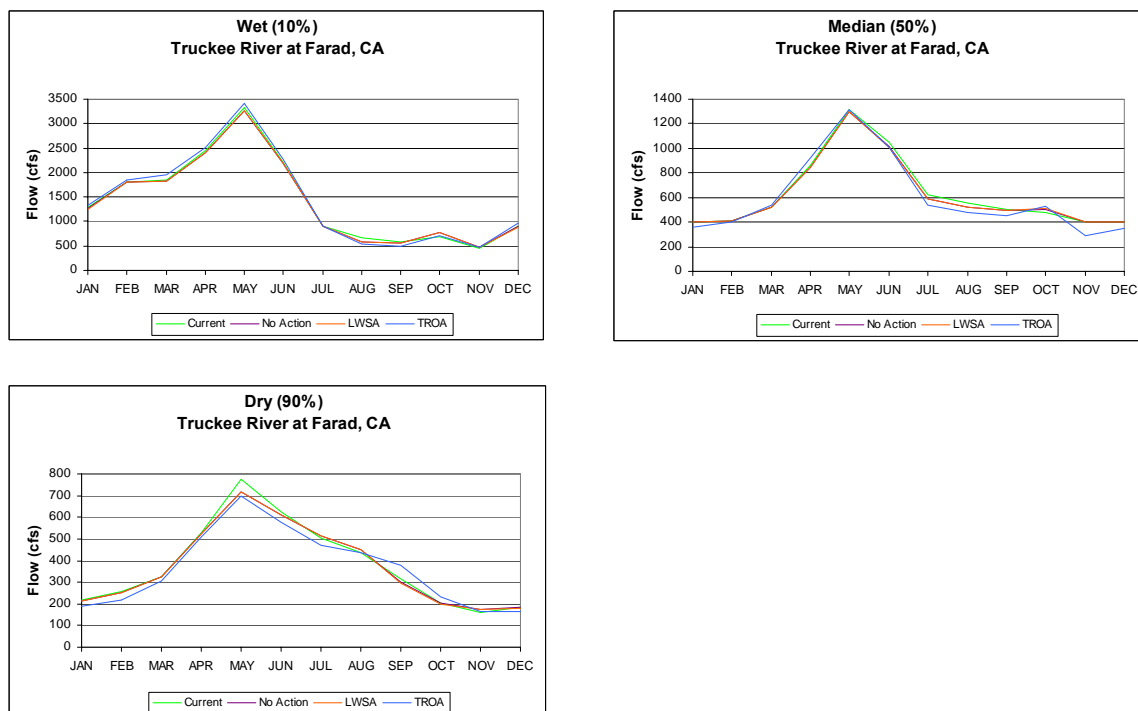 Wet (10%)
Truckee River at Farad, CA
Flow (cfs)
3500
3000
2500
2000
1500
1000
500
0
JAN FEB MAR APR MAY JUN JUL AUG SEP OCT NOV DEC
Current No Action LWSA TROA
Median (50%)
Truckee River at Farad, CA
Flow (cfs)
1400
1200
1000
800
600
400
200
0
JAN FEB MAR APR MAY JUN JUL AUG SEP OCT NOV DEC
Current No Action LWSA TROA
Dry (90%)
Truckee River at Farad, CA
Flow (cfs)
800
700
600
500
400
300
200
100
0
JAN FEB MAR APR MAY JUN JUL AUG SEP OCT NOV DEC
Current No Action LWSA TROA